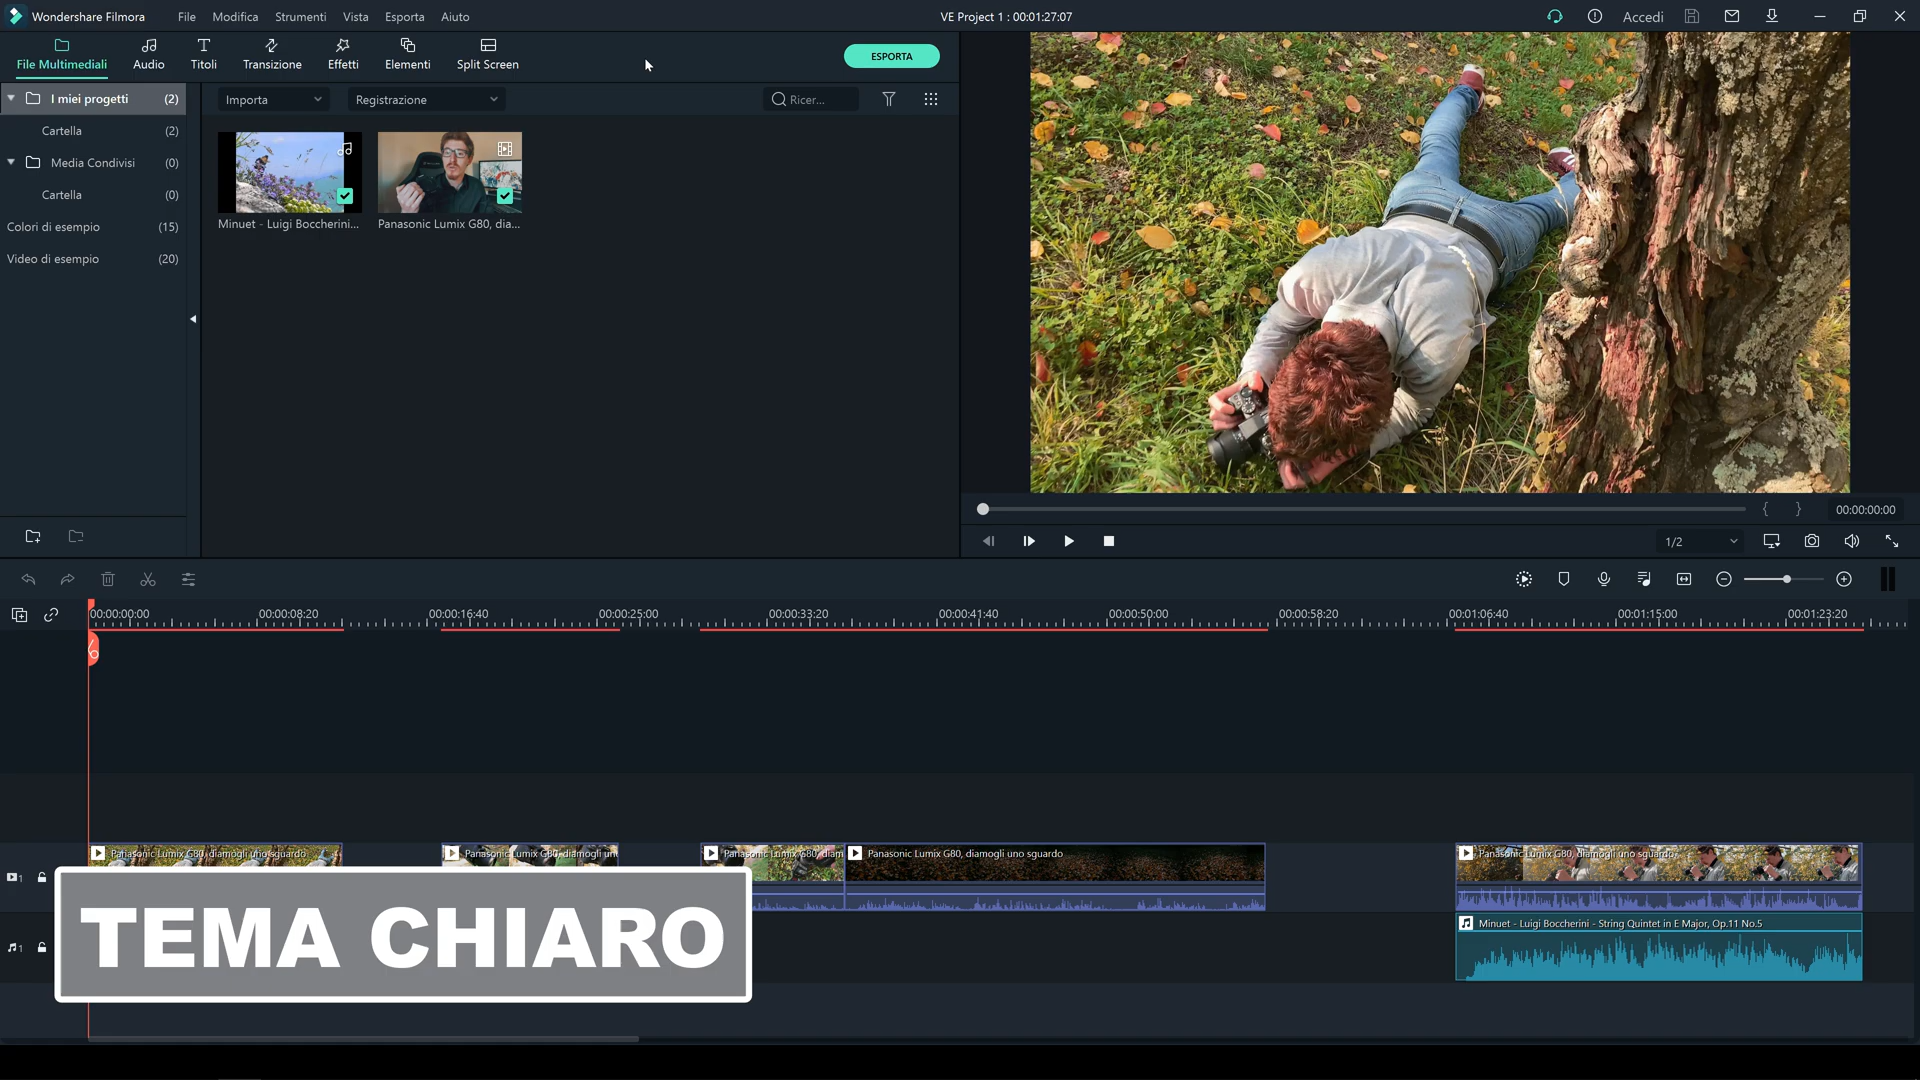 Wondershare Filmora File Modifica Strumenti Vista Esporta Aiuto VE Project 1 : 00:01:27:07 Accedi
File Multimediali Audio Titoli Transizione Effetti Elementi Split Screen ESPORTA
I miei progetti (2) Importa Registrazione Ricer...
Cartella (2)
Media Condivisi (0)
Cartella (0)
Colori di esempio (15) Minuet - Luigi Boccherini... Panasonic Lumix G80, dia...
Video di esempio (20)
{ } 00:00:00:00
1/2
00:00:00:00 00:00:08:20 00:00:16:40 00:00:25:00 00:00:33:20 00:00:41:40 00:00:50:00 00:00:58:20 00:01:06:40 00:01:15:00 00:01:23:20
Panasonic Lumix G80, diamogli uno sguardo Panasonic Lumix G80, diamogli un Panasonic Lumix G80, diam Panasonic Lumix G80, diamogli uno sguardo Panasonic Lumix G80, diamogli uno sguardo
1
Minuet - Luigi Boccherini - String Quintet in E Major, Op.11 No.5
1
TEMA CHIARO